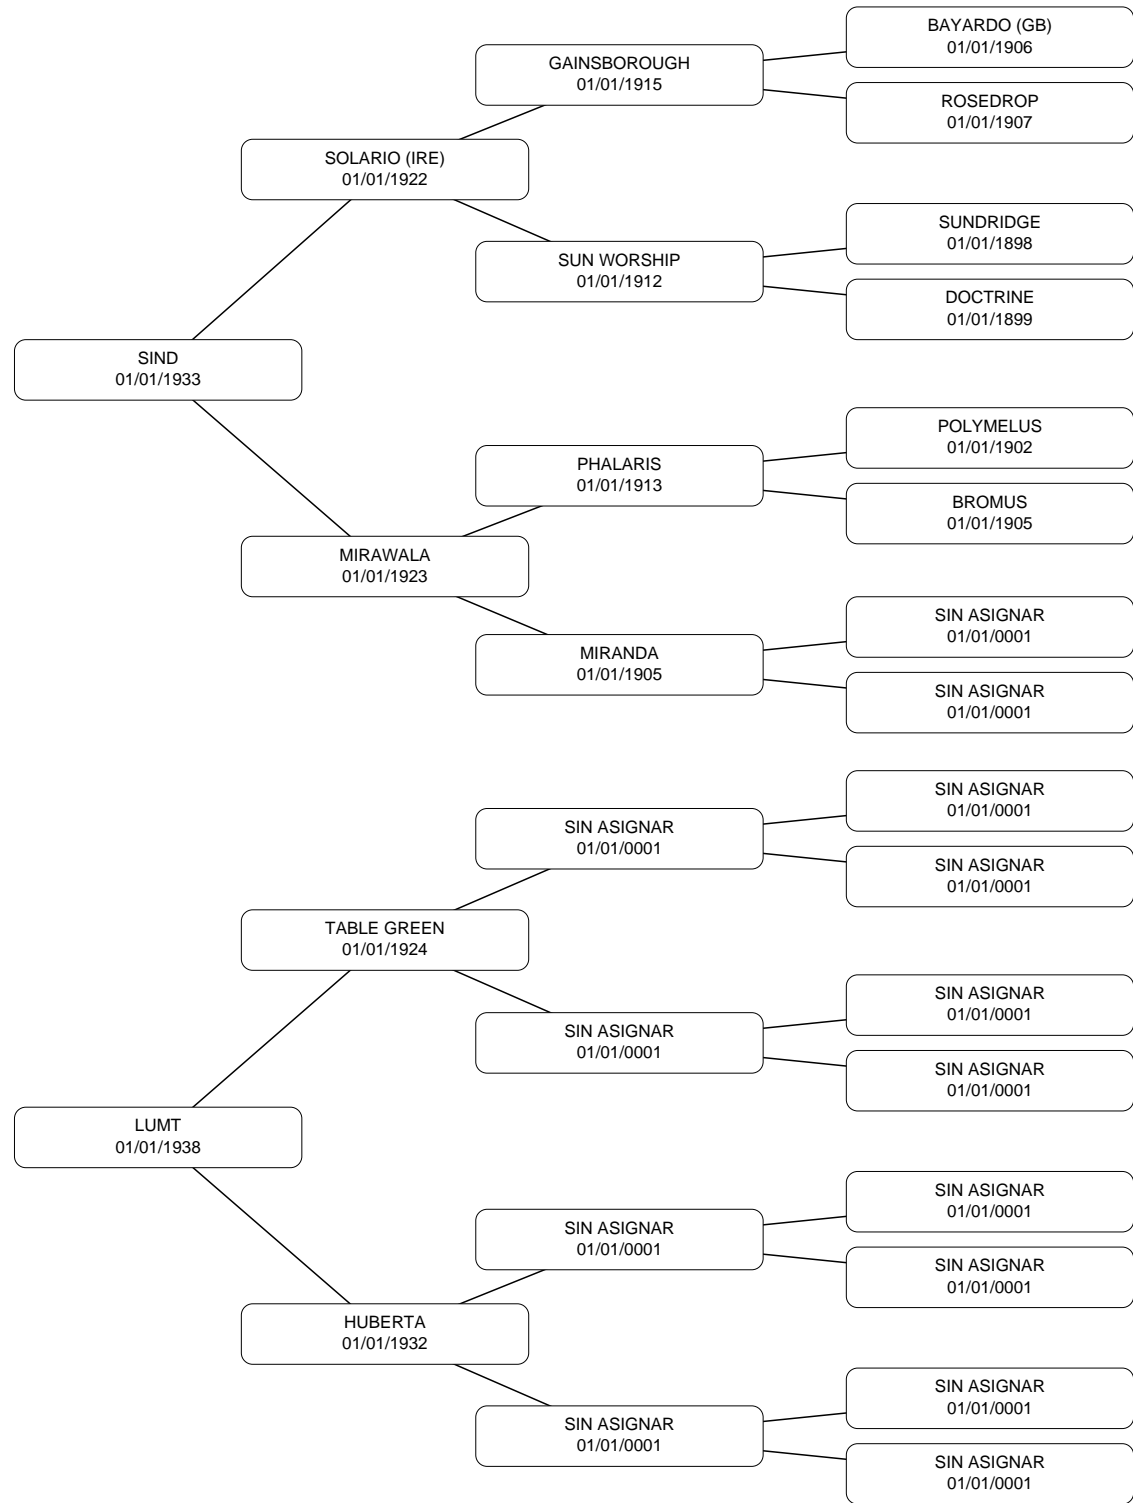 BAYARDO (GB)
01/01/1906
GAINSBOROUGH
01/01/1915
ROSEDROP
01/01/1907
SOLARIO (IRE)
01/01/1922
SUNDRIDGE
01/01/1898
SUN WORSHIP
01/01/1912
DOCTRINE
01/01/1899
SIND
01/01/1933
POLYMELUS
01/01/1902
PHALARIS
01/01/1913
BROMUS
01/01/1905
MIRAWALA
01/01/1923
SIN ASIGNAR
01/01/0001
MIRANDA
01/01/1905
SIN ASIGNAR
01/01/0001
SIN ASIGNAR
01/01/0001
SIN ASIGNAR
01/01/0001
SIN ASIGNAR
01/01/0001
TABLE GREEN
01/01/1924
SIN ASIGNAR
01/01/0001
SIN ASIGNAR
01/01/0001
SIN ASIGNAR
01/01/0001
LUMT
01/01/1938
SIN ASIGNAR
01/01/0001
SIN ASIGNAR
01/01/0001
SIN ASIGNAR
01/01/0001
HUBERTA
01/01/1932
SIN ASIGNAR
01/01/0001
SIN ASIGNAR
01/01/0001
SIN ASIGNAR
01/01/0001